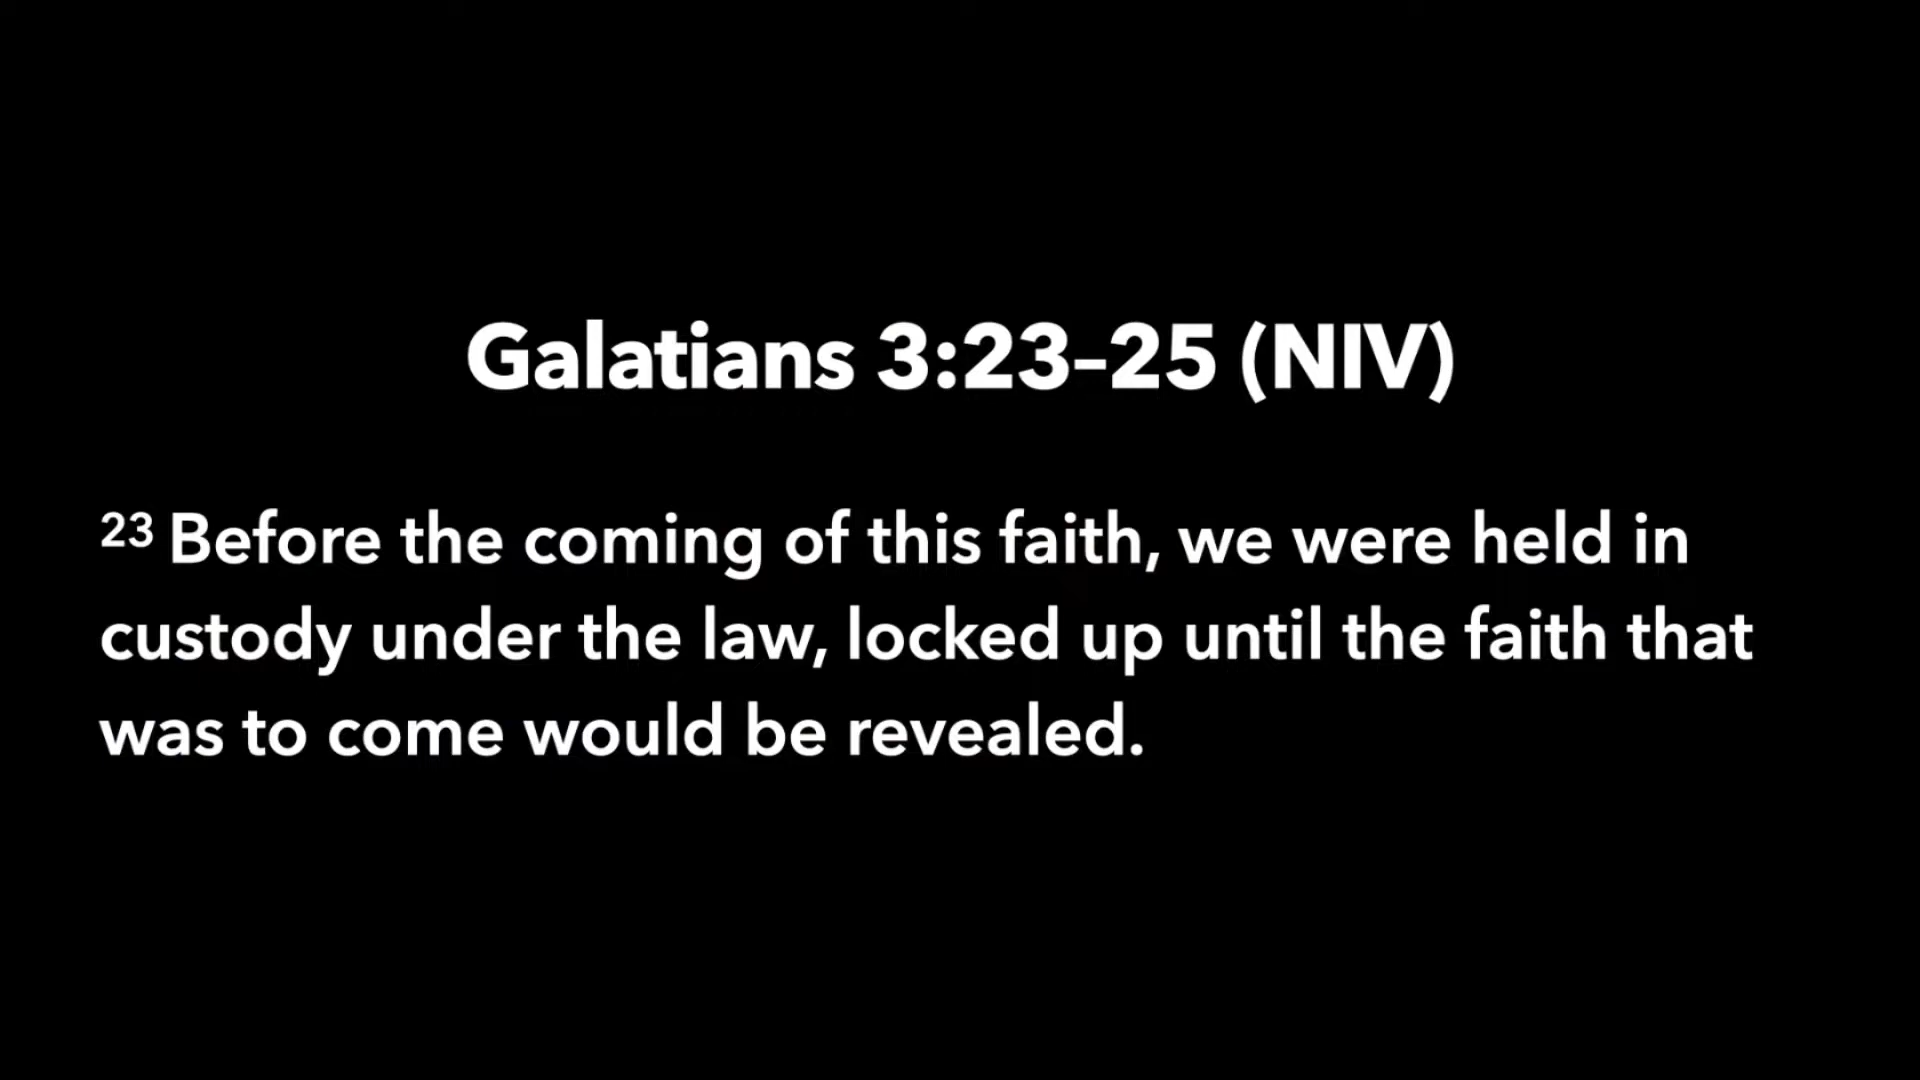 Galatians 3:23–25 (NIV)
23 Before the coming of this faith, we were held in
custody under the law, locked up until the faith that
was to come would be revealed.